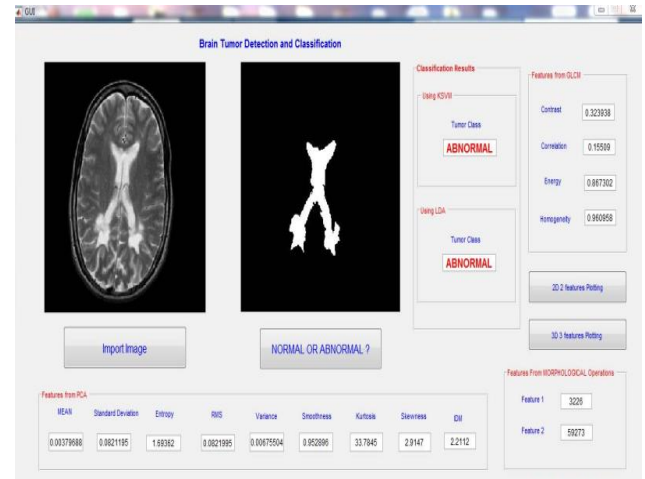 GUI
Brain Tumor Detection and Classification
Classification Results
Using KSVM
Tumor Class
ABNORMAL
Using LDA
Tumor Class
ABNORMAL
Features from GLCM
Contrast 0.323938
Correlation 0.15509
Energy 0.867302
Homogeneity 0.960958
2D 2 features Plotting
3D 3 features Plotting
Import Image
NORMAL OR ABNORMAL ?
Features from PCA
MEAN Standard Deviation Entropy RMS Variance Smoothness Kurtosis Skewness IDM
0.00379688 0.0821195 1.69362 0.0821995 0.00675504 0.952896 33.7845 2.9147 2.2112
Features From MORPHOLOGICAL Operations
Feature 1 3226
Feature 2 59273